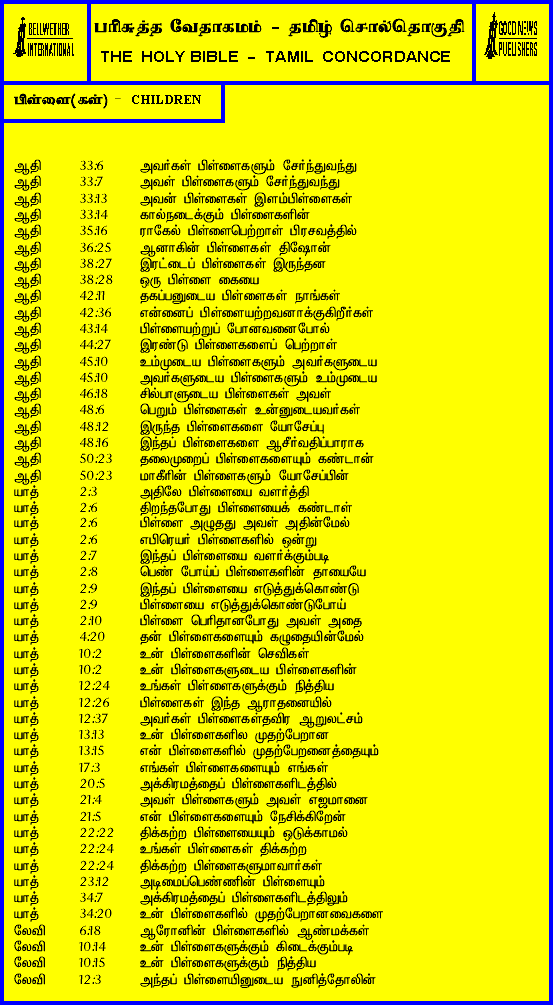 BELLWETHER
INTERNATIONAL
பரிசுத்த வேதாகமம் - தமிழ் சொல்தொகுதி
THE HOLY BIBLE - TAMIL CONCORDANCE
GOOD NEWS
PUBLISHERS
பிள்ளை(கள்) - CHILDREN
ஆதி 33:6 அவர்கள் பிள்ளைகளும் சேர்ந்துவந்து
ஆதி 33:7 அவள் பிள்ளைகளும் சேர்ந்துவந்து
ஆதி 33:13 அவன் பிள்ளைகள் இளம்பிள்ளைகள்
ஆதி 33:14 கால்நடைக்கும் பிள்ளைகளின்
ஆதி 35:16 ராகேல் பிள்ளைபெற்றாள் பிரசவத்தில்
ஆதி 36:25 ஆனாகின் பிள்ளைகள் திஷோன்
ஆதி 38:27 இரட்டைப் பிள்ளைகள் இருந்தன
ஆதி 38:28 ஒரு பிள்ளை கையை
ஆதி 42:11 தகப்பனுடைய பிள்ளைகள் நாங்கள்
ஆதி 42:36 என்னைப் பிள்ளையற்றவனாக்குகிறீர்கள்
ஆதி 43:14 பிள்ளையற்றுப் போனவனைபோல்
ஆதி 44:27 இரண்டு பிள்ளைகளைப் பெற்றாள்
ஆதி 45:10 உம்முடைய பிள்ளைகளும் அவர்களுடைய
ஆதி 45:10 அவர்களுடைய பிள்ளைகளும் உம்முடைய
ஆதி 46:18 சில்பாளுடைய பிள்ளைகள் அவள்
ஆதி 48:6 பெறும் பிள்ளைகள் உன்னுடையவர்கள்
ஆதி 48:12 இருந்த பிள்ளைகளை யோசேப்பு
ஆதி 48:16 இந்தப் பிள்ளைகளை ஆசீர்வதிப்பாராக
ஆதி 50:23 தலைமுறைப் பிள்ளைகளையும் கண்டான்
ஆதி 50:23 மாகீரின் பிள்ளைகளும் யோசேப்பின்
யாத் 2:3 அதிலே பிள்ளையை வளர்த்தி
யாத் 2:6 திறந்தபோது பிள்ளையைக் கண்டாள்
யாத் 2:6 பிள்ளை அழுதது அவள் அதின்மேல்
யாத் 2:6 எபிரெயர் பிள்ளைகளில் ஒன்று
யாத் 2:7 இந்தப் பிள்ளையை வளர்க்கும்படி
யாத் 2:8 பெண் போய்ப் பிள்ளைகளின் தாயையே
யாத் 2:9 இந்தப் பிள்ளையை எடுத்துக்கொண்டு
யாத் 2:9 பிள்ளையை எடுத்துக்கொண்டுபோய்
யாத் 2:10 பிள்ளை பெரிதானபோது அவள் அதை
யாத் 4:20 தன் பிள்ளைகளையும் கழுதையின்மேல்
யாத் 10:2 உன் பிள்ளைகளின் செவிகள்
யாத் 10:2 உன் பிள்ளைகளுடைய பிள்ளைகளின்
யாத் 12:24 உங்கள் பிள்ளைகளுக்கும் நித்திய
யாத் 12:26 பிள்ளைகள் இந்த ஆராதனையில்
யாத் 12:37 அவர்கள் பிள்ளைகள்தவிர ஆறுலட்சம்
யாத் 13:13 உன் பிள்ளைகளில முதற்பேறான
யாத் 13:15 என் பிள்ளைகளில் முதற்பேறனைத்தையும்
யாத் 17:3 எங்கள் பிள்ளைகளையும் எங்கள்
யாத் 20:5 அக்கிரமத்தைப் பிள்ளைகளிடத்தில்
யாத் 21:4 அவள் பிள்ளைகளும் அவள் எஜமானை
யாத் 21:5 என் பிள்ளைகளையும் நேசிக்கிறேன்
யாத் 22:22 திக்கற்ற பிள்ளையையும் ஒடுக்காமல்
யாத் 22:24 உங்கள் பிள்ளைகள் திக்கற்ற
யாத் 22:24 திக்கற்ற பிள்ளைகளுமாவார்கள்
யாத் 23:12 அடிமைப்பெண்ணின் பிள்ளையும்
யாத் 34:7 அக்கிரமத்தைப் பிள்ளைகளிடத்திலும்
யாத் 34:20 உன் பிள்ளைகளில் முதற்பேறானவைகளை
லேவி 6:18 ஆரோனின் பிள்ளைகளில் ஆண்மக்கள்
லேவி 10:14 உன் பிள்ளைகளுக்கும் கிடைக்கும்படி
லேவி 10:15 உன் பிள்ளைகளுக்கும் நித்திய
லேவி 12:3 அந்தப் பிள்ளையினுடைய நுனித்தோலின்